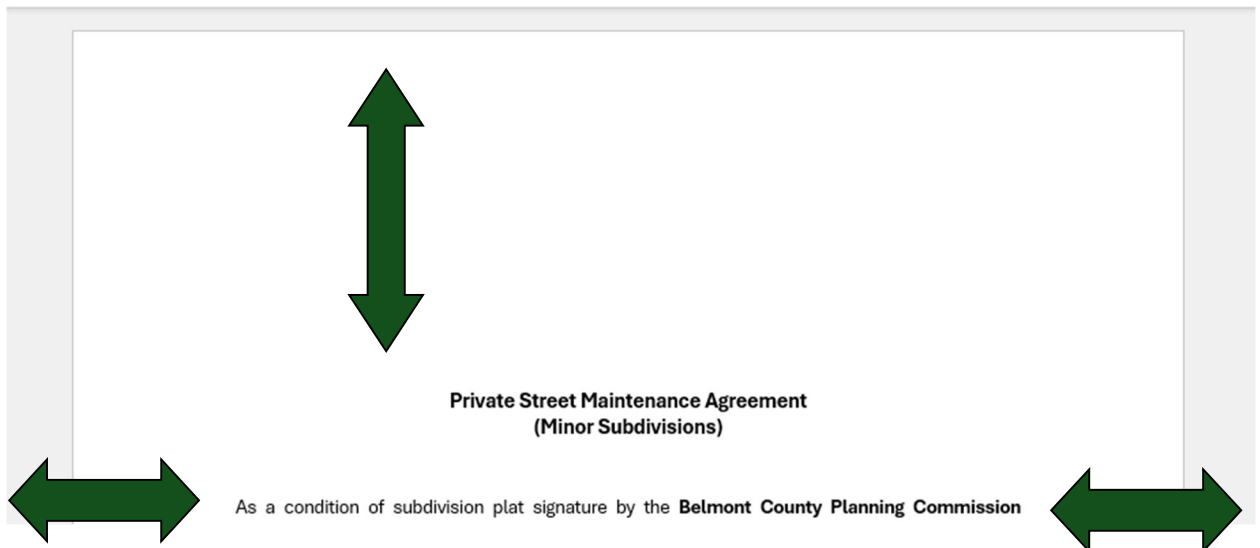 Private Street Maintenance Agreement
(Minor Subdivisions)
As a condition of subdivision plat signature by the Belmont County Planning Commission